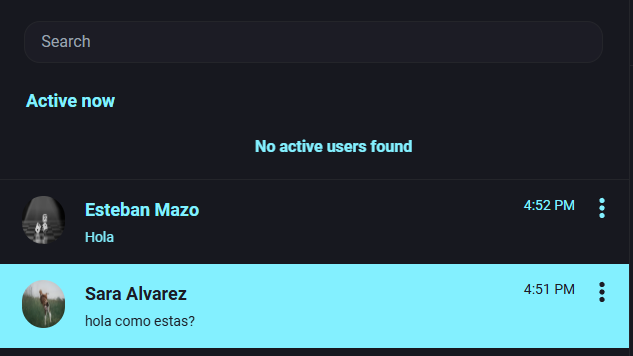 Search
Active now
No active users found
Esteban Mazo
4:52 PM
Hola
Sara Alvarez
4:51 PM
hola como estas?